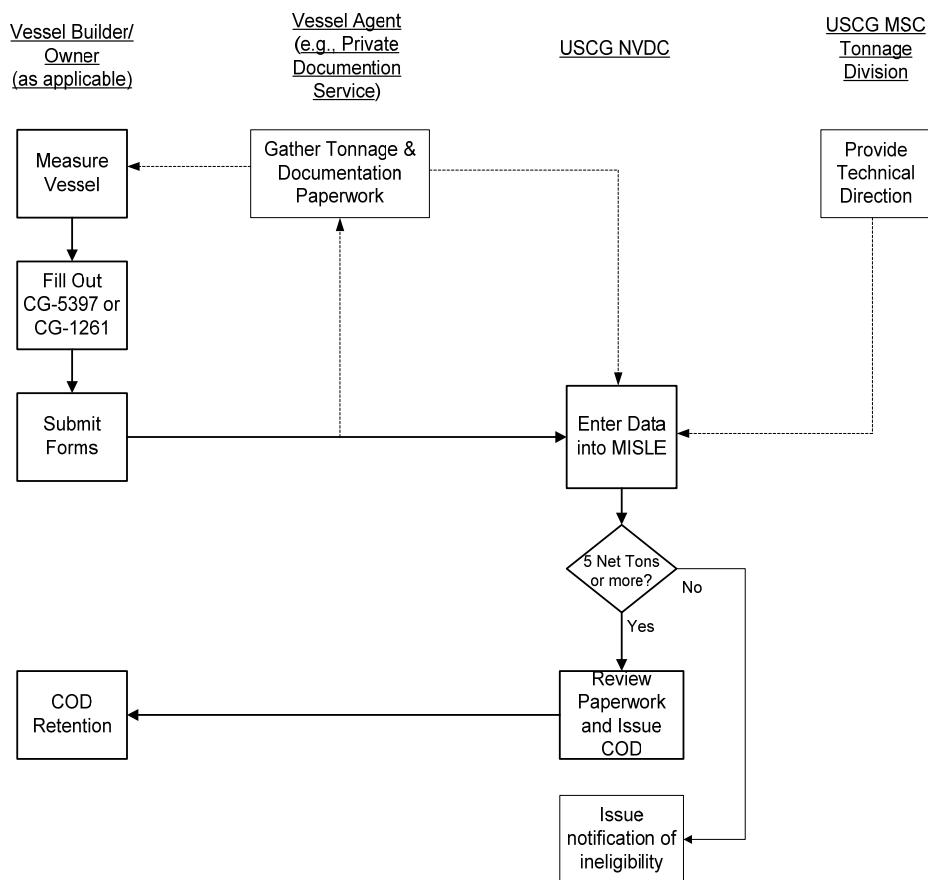 Vessel Builder/
Owner
(as applicable)
Vessel Agent
(e.g., Private
Documention
Service)
USCG NVDC
USCG MSC
Tonnage
Division
Measure
Vessel
Gather Tonnage &
Documentation
Paperwork
Provide
Technical
Direction
Fill Out
CG-5397 or
CG-1261
Submit
Forms
Enter Data
into MISLE
5 Net Tons
or more?
No
Yes
COD
Retention
Review
Paperwork
and Issue
COD
Issue
notification of
ineligibility